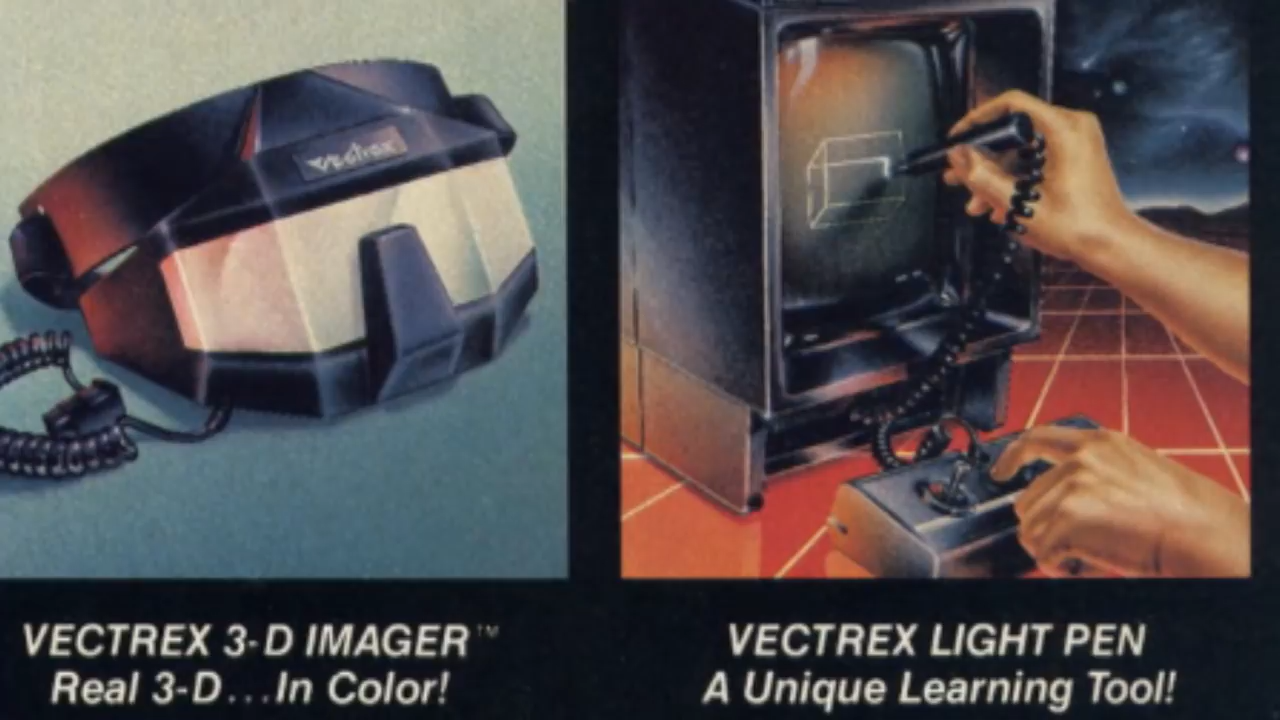 Vectrex
VECTREX 3-D IMAGER™
Real 3-D...In Color!
VECTREX LIGHT PEN
A Unique Learning Tool!